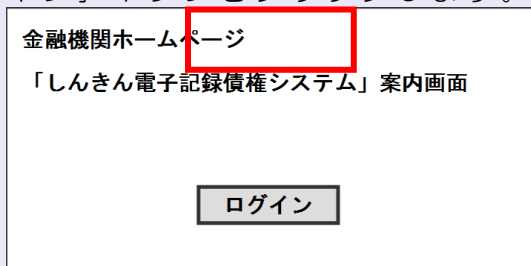 金融機関ホームページ
「しんきん電子記録債権システム」案内画面
ログイン